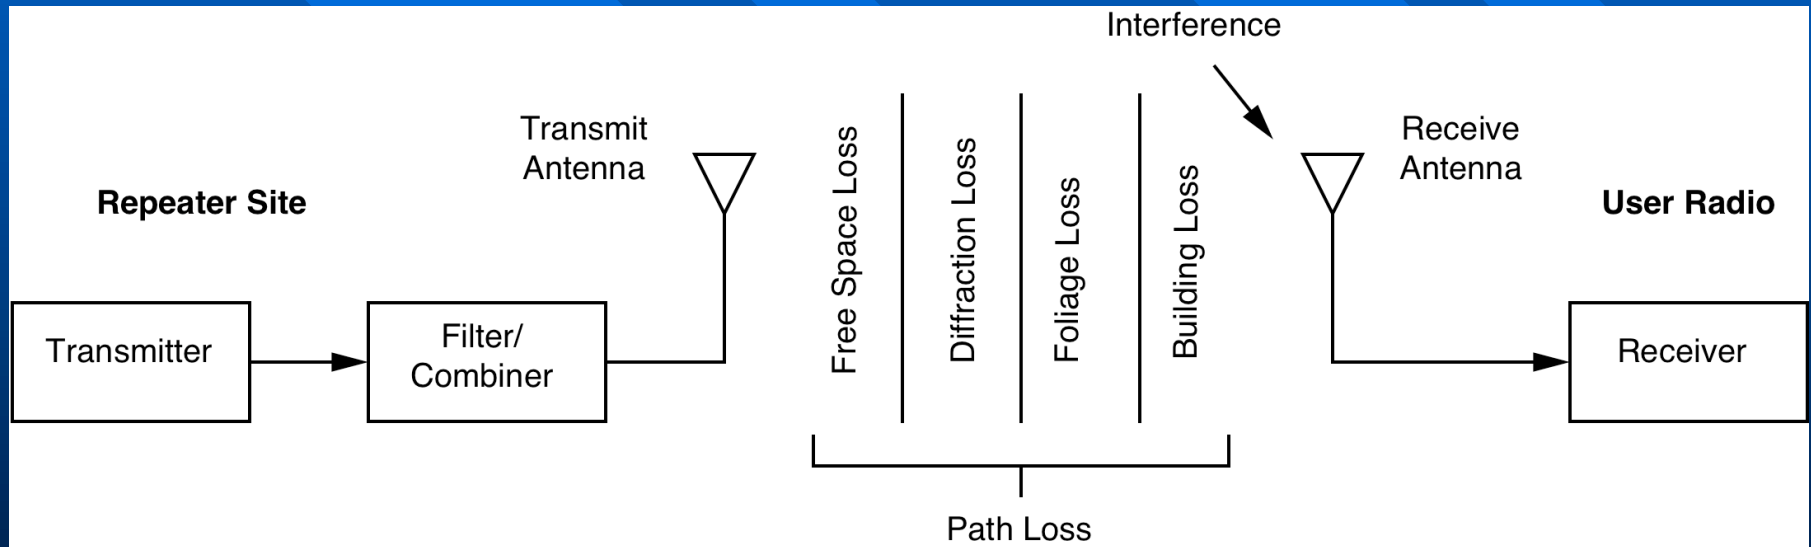 Interference
Transmit
Antenna
Receive
Antenna
Repeater Site
User Radio
Free Space Loss
Diffraction Loss
Foliage Loss
Building Loss
Transmitter
Filter/
Combiner
Receiver
Path Loss